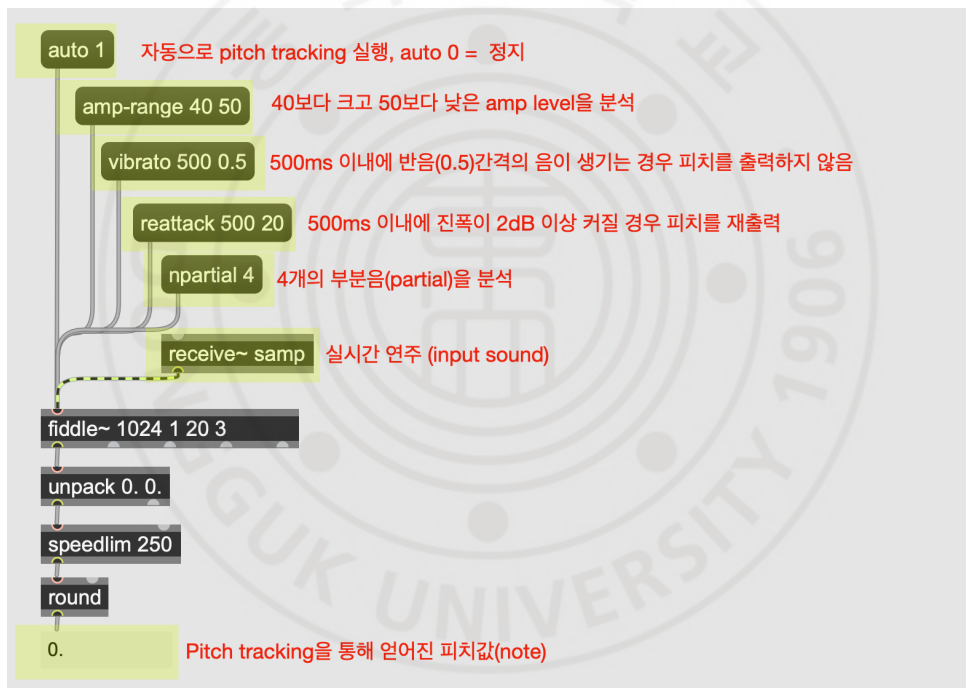 auto 1 자동으로 pitch tracking 실행, auto 0 = 정지
amp-range 40 50 40보다 크고 50보다 낮은 amp level을 분석
vibrato 500 0.5 500ms 이내에 반음(0.5)간격의 음이 생기는 경우 피치를 출력하지 않음
reattack 500 20 500ms 이내에 진폭이 2dB 이상 커질 경우 피치를 재출력
npartial 4 4개의 부분음(partial)을 분석
receive~ samp 실시간 연주 (input sound)
fiddle~ 1024 1 20 3
unpack 0. 0.
speedlim 250
round
0. Pitch tracking을 통해 얻어진 피치값(note)
UNIVERSITY 1906